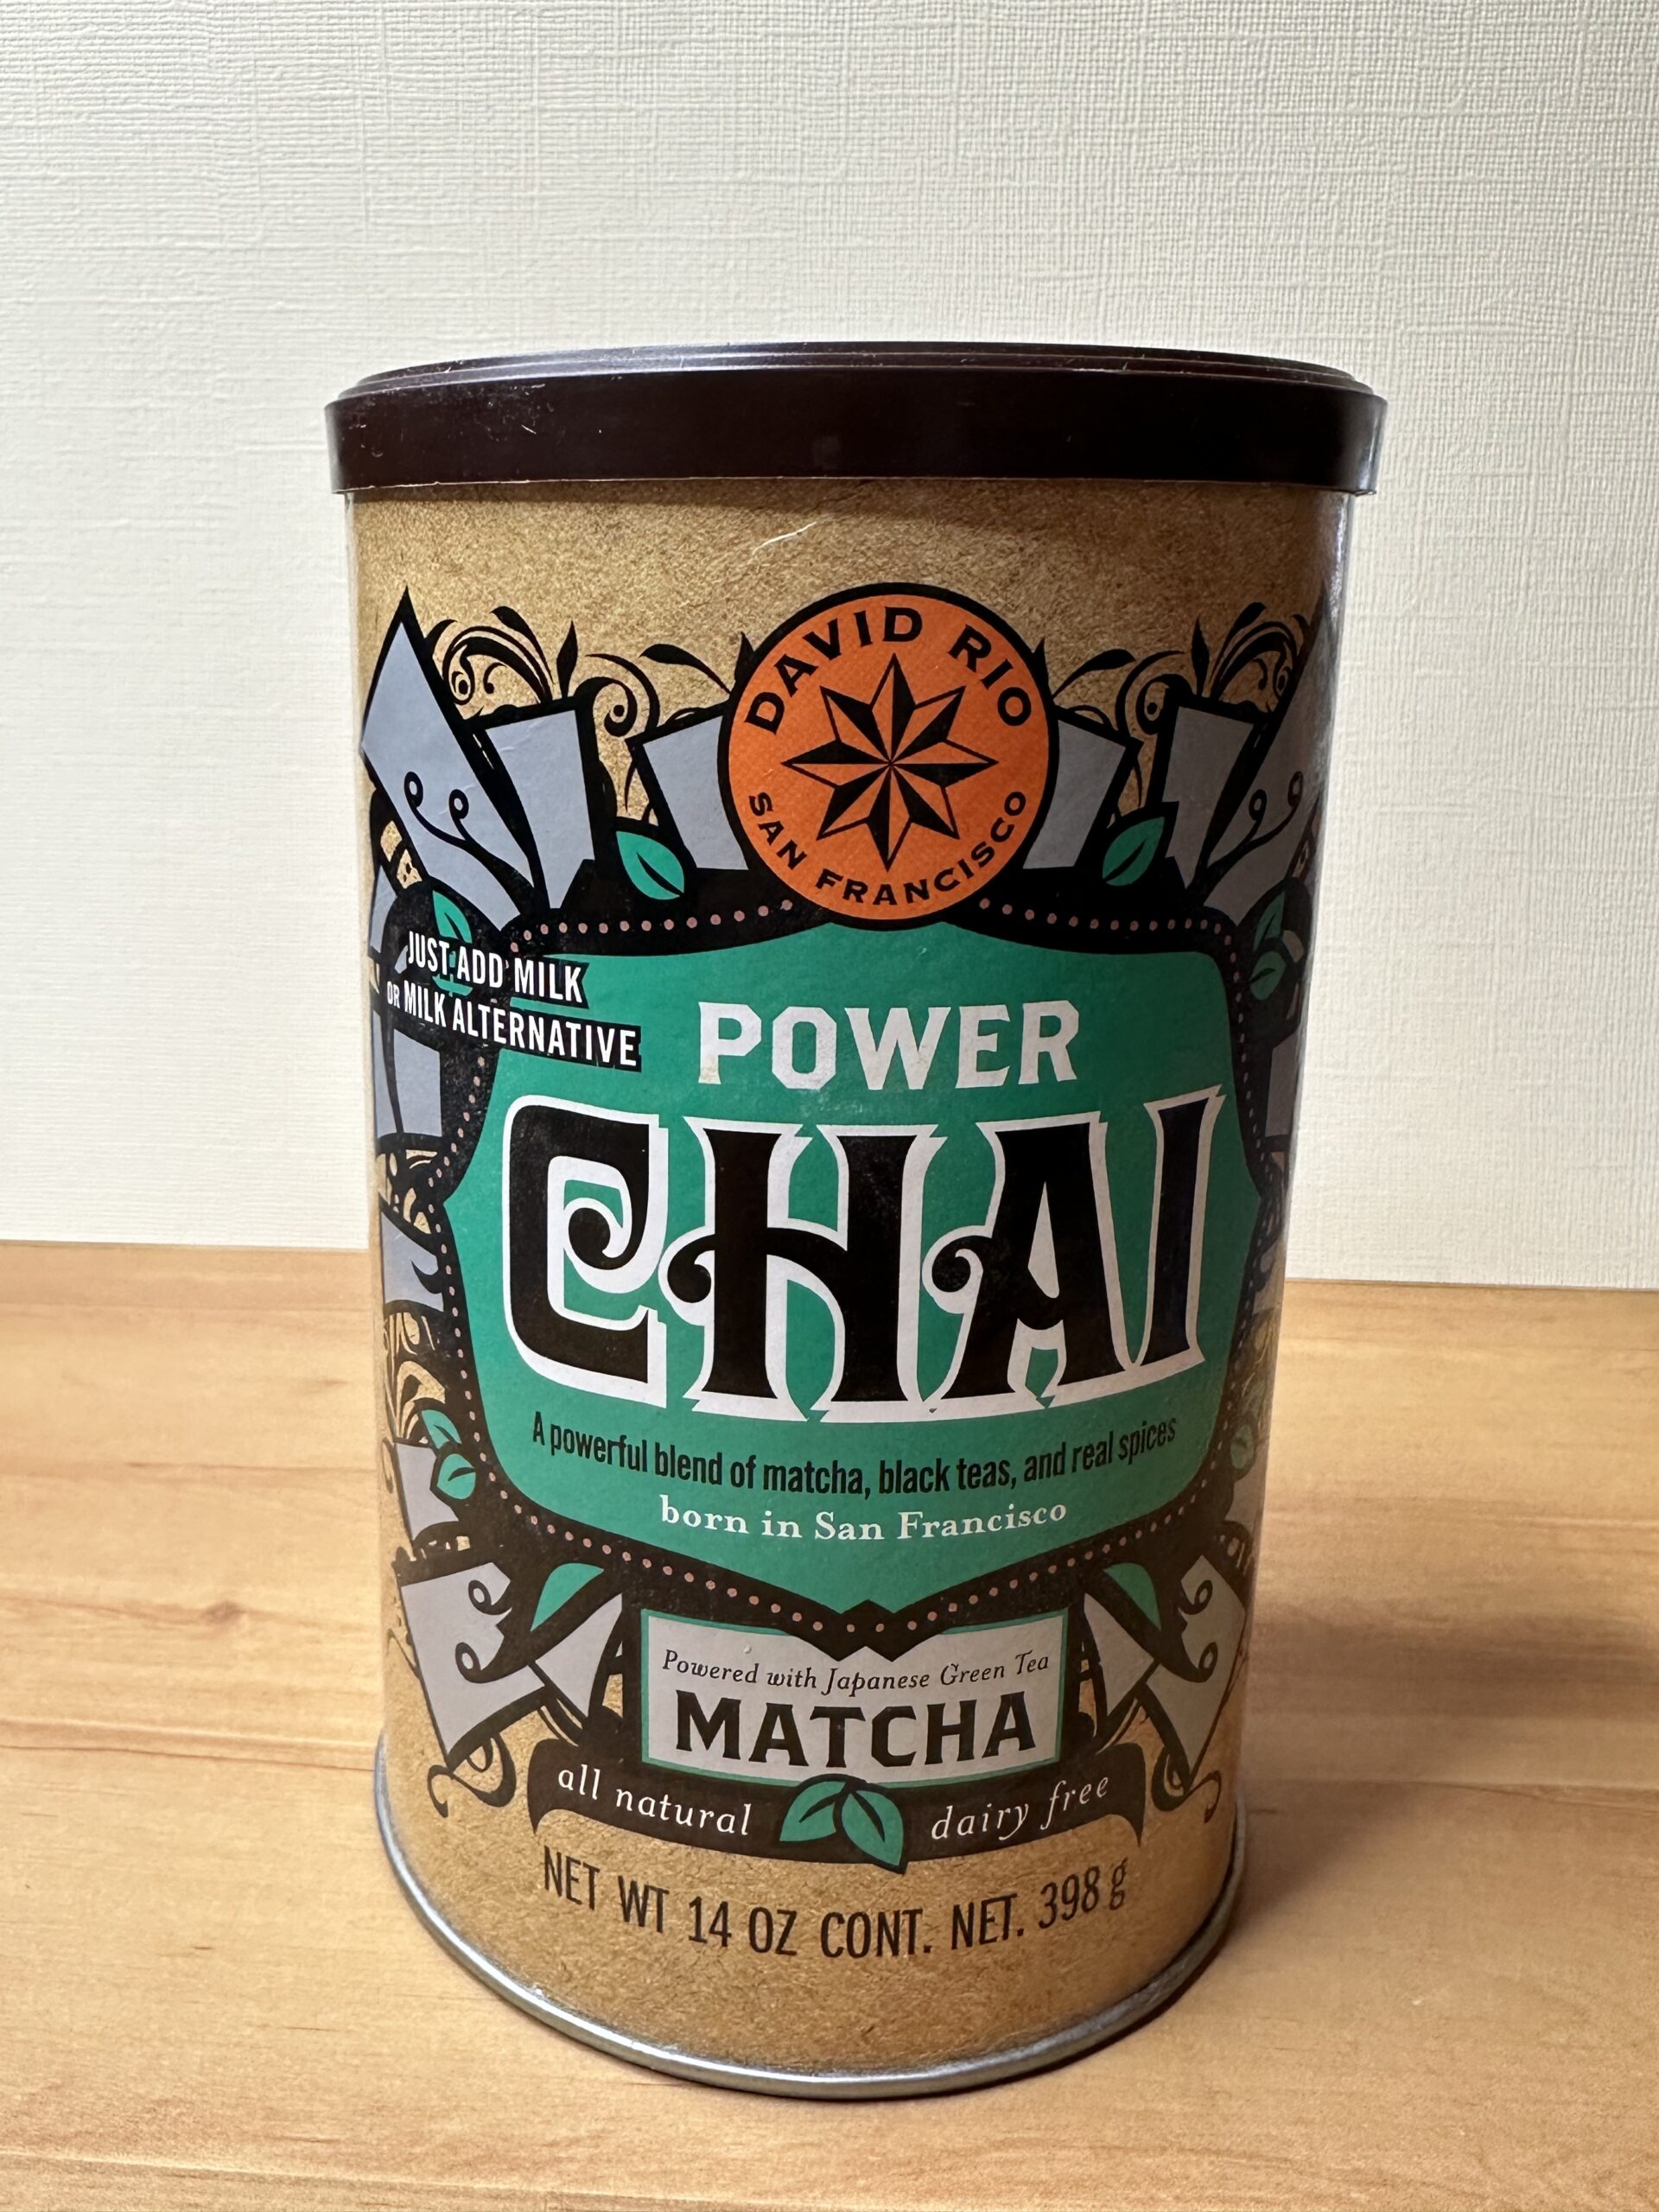 DAVID RIO
SAN FRANCISCO
JUST ADD MILK
OR MILK ALTERNATIVE
POWER
CHAI
A powerful blend of matcha, black teas, and real spices
born in San Francisco
Powered with Japanese Green Tea
MATCHA
all natural dairy free
NET WT 14 OZ CONT. NET. 398 g